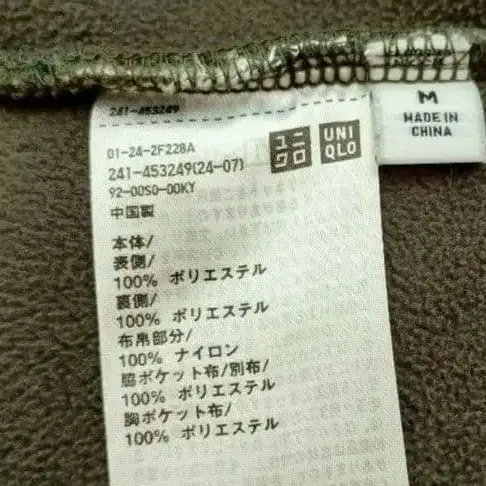 241-453249
M
MADE IN
CHINA
01-24-2F228A
241-453249(24-07)
92-00S0-00KY
中国製
ユニ
クロ
UNI
QLO
本体/
表側/
100% ポリエステル
裏側/
100% ポリエステル
布帛部分/
100% ナイロン
脇ポケット布/別布/
100% ポリエステル
胸ポケット布/
100% ポリエステル